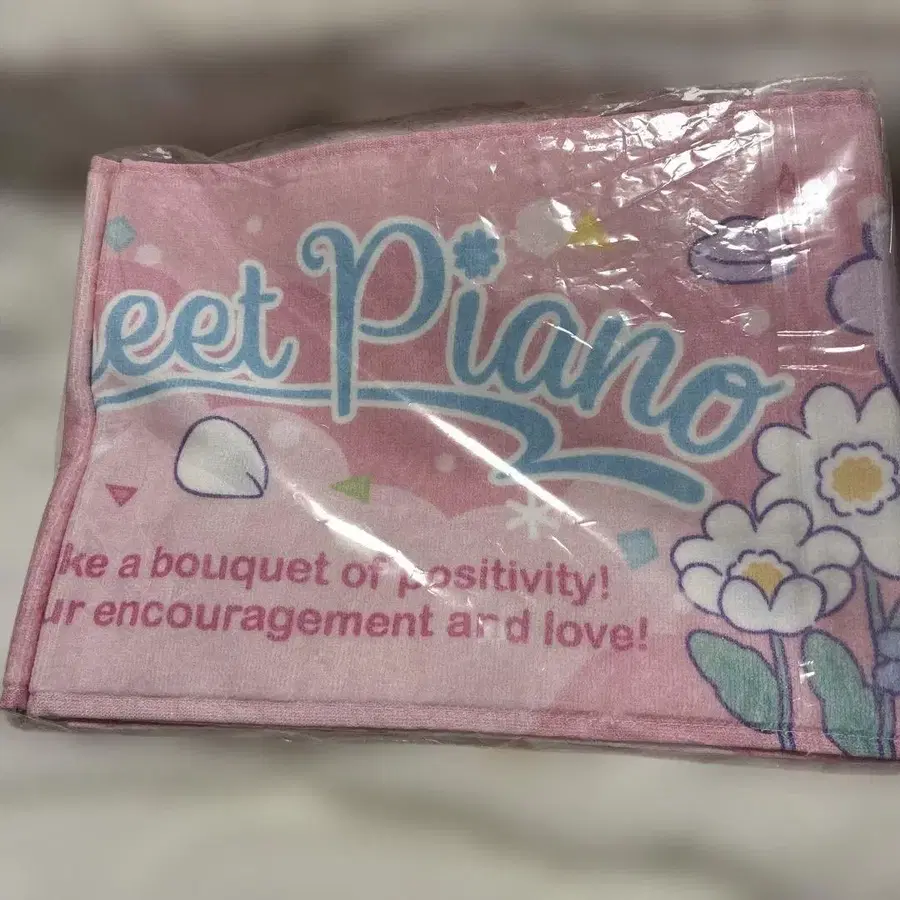 eet Piano
ke a bouquet of positivity!
ur encouragement and love!